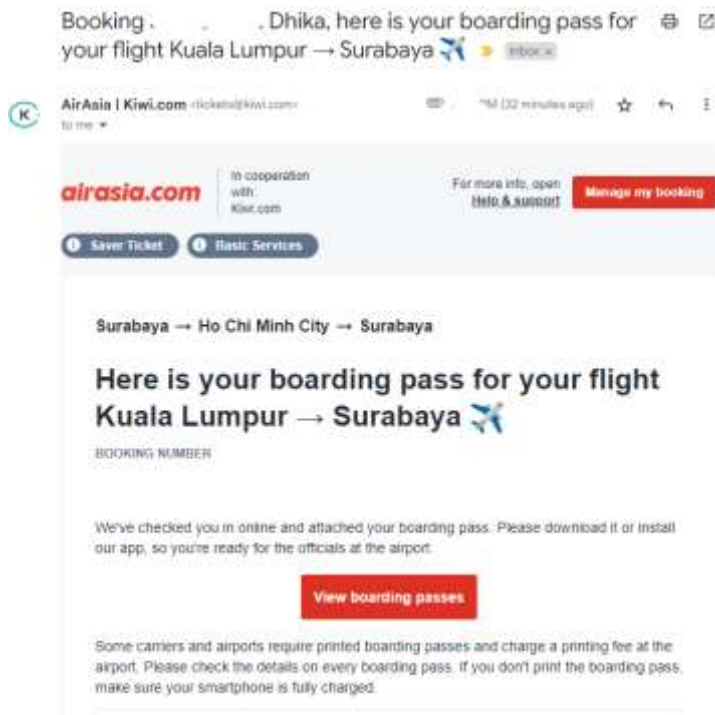 Booking . . . Dhika, here is your boarding pass for
your flight Kuala Lumpur → Surabaya ✈️ Inbox ×
AirAsia | Kiwi.com <tickets@kiwi.com>
(32 minutes ago)
to me
K
airasia.com
In cooperation
with:
Kiwi.com
For more info, open
Help & support
Manage my booking
Saver Ticket
Basic Services
Surabaya → Ho Chi Minh City → Surabaya
Here is your boarding pass for your flight
Kuala Lumpur → Surabaya ✈️
BOOKING NUMBER
We've checked you in online and attached your boarding pass. Please download it or install
our app, so you're ready for the officials at the airport.
View boarding passes
Some carriers and airports require printed boarding passes and charge a printing fee at the
airport. Please check the details on every boarding pass. If you don't print the boarding pass,
make sure your smartphone is fully charged.